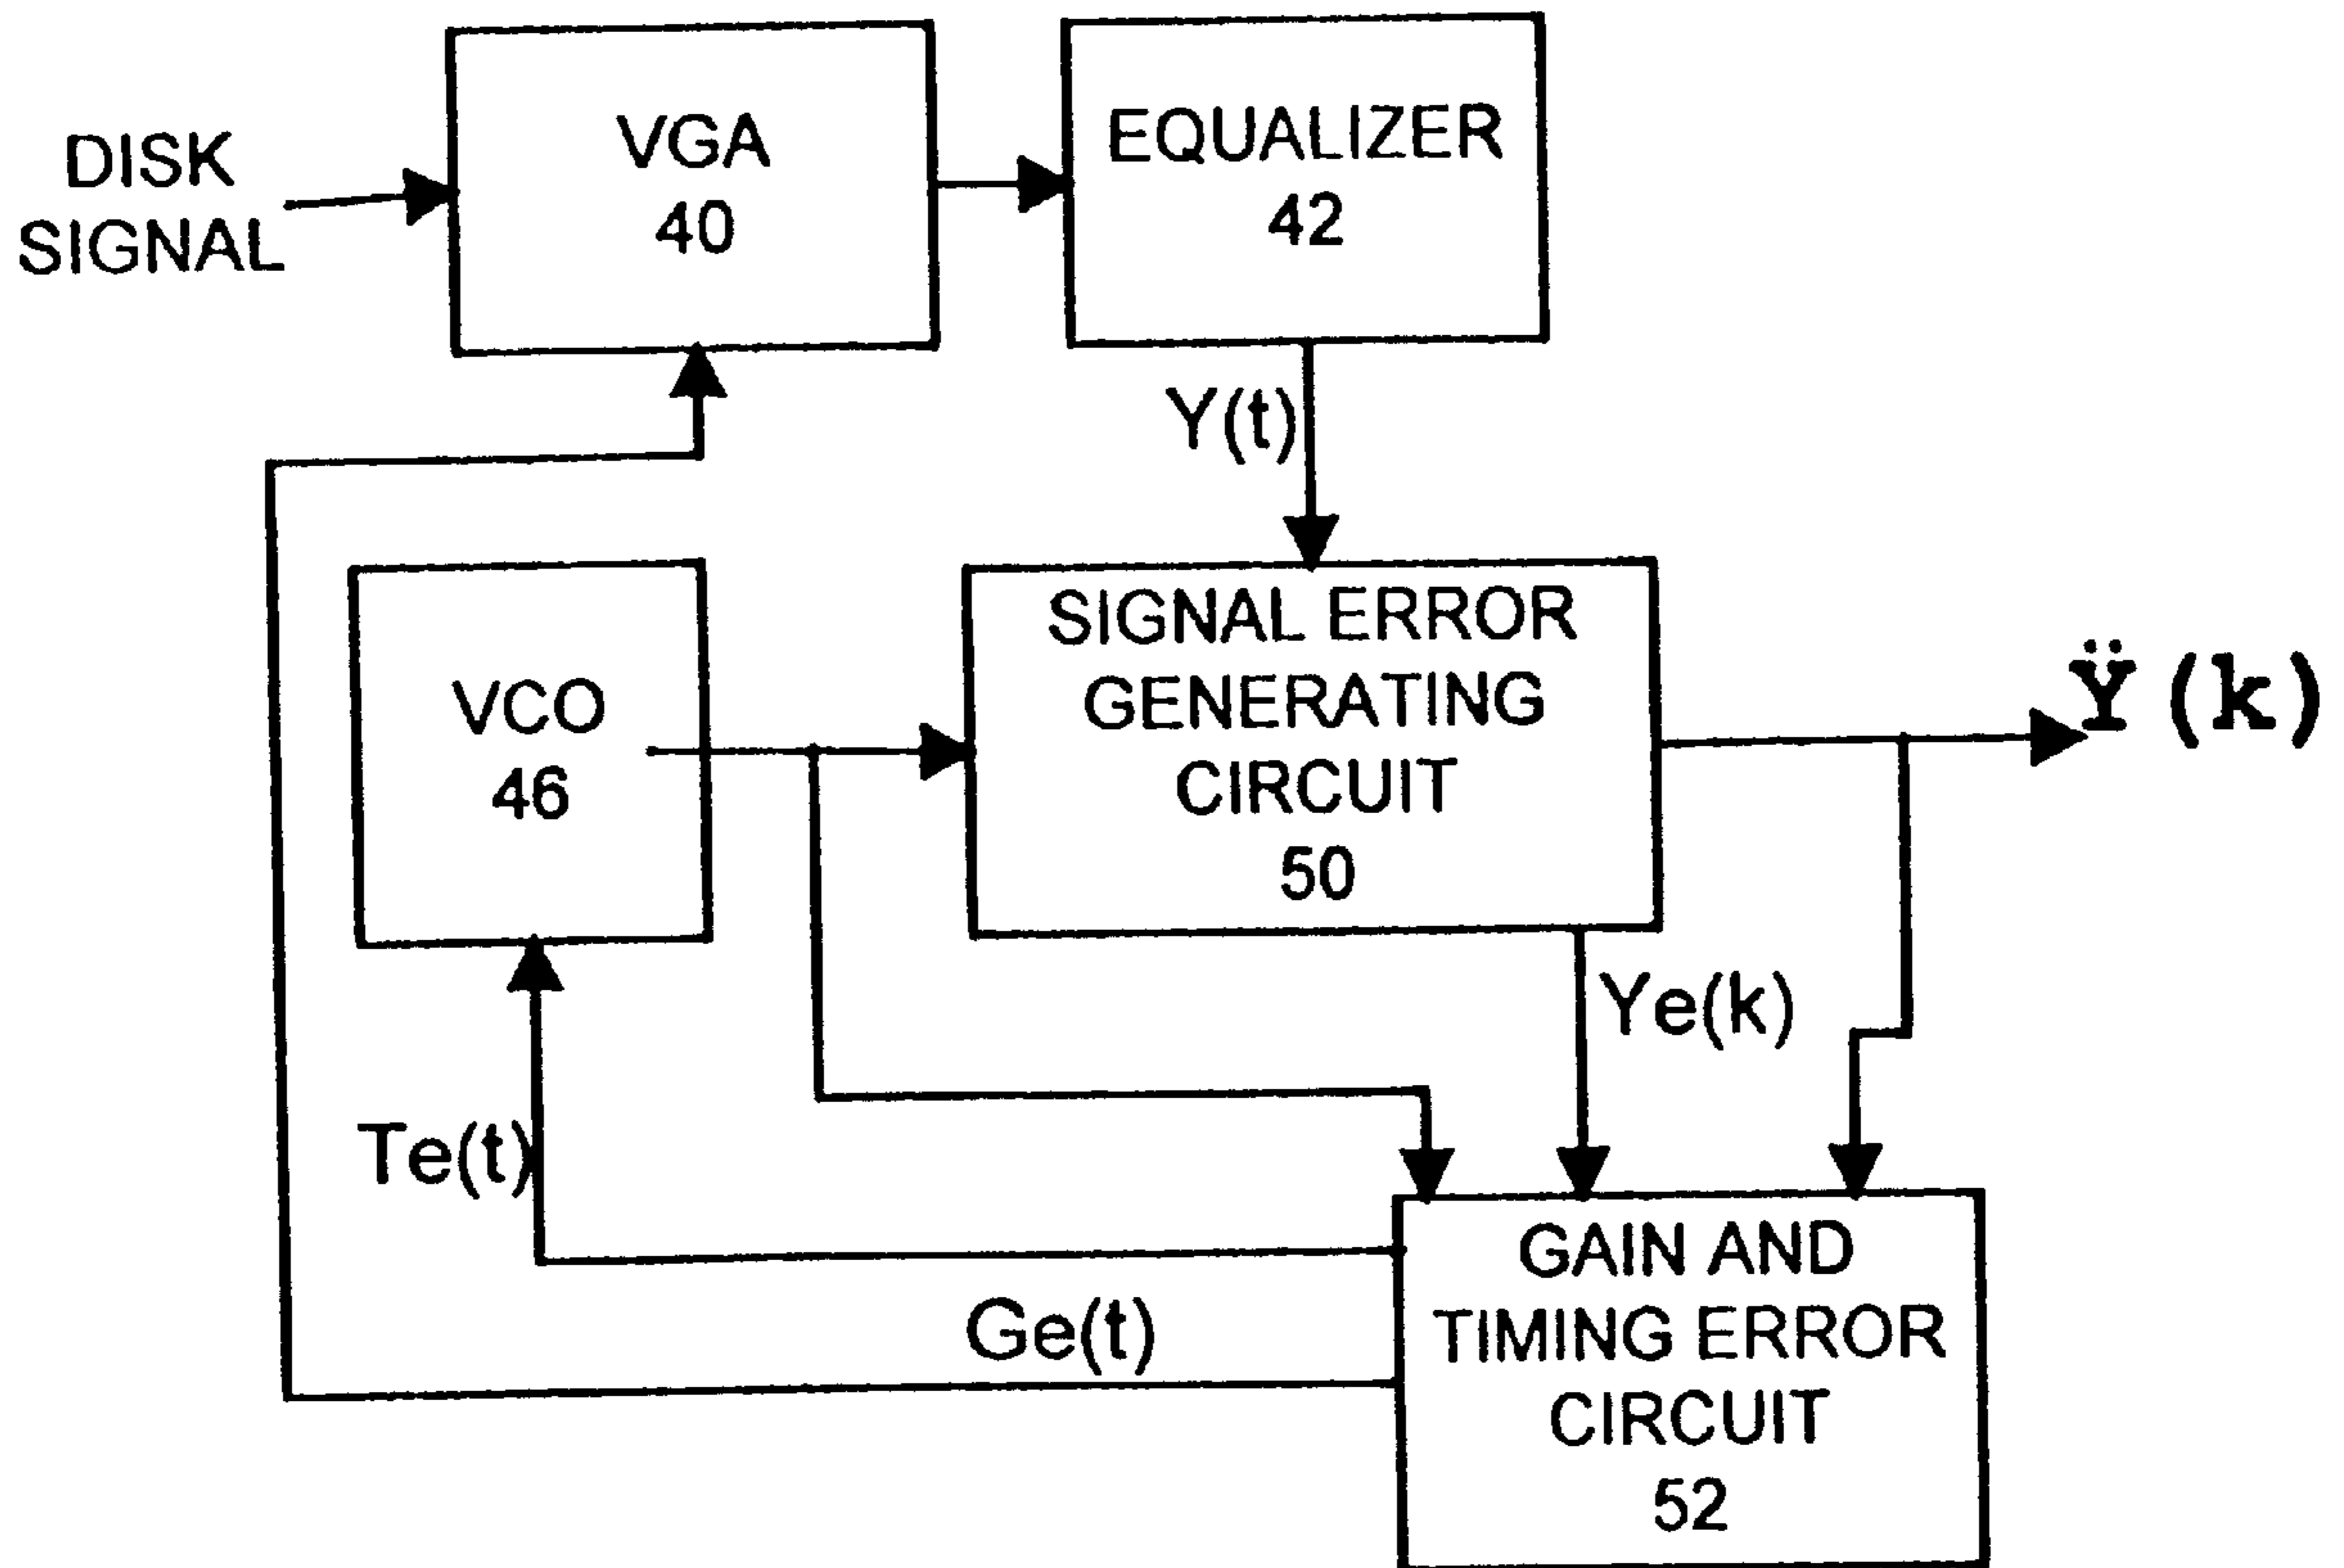 DISK
SIGNAL
VGA
40
EQUALIZER
42
Y(t)
VCO
46
SIGNAL ERROR
GENERATING
CIRCUIT
50
Ÿ(k)
Ye(k)
Te(t)
Ge(t)
GAIN AND
TIMING ERROR
CIRCUIT
52